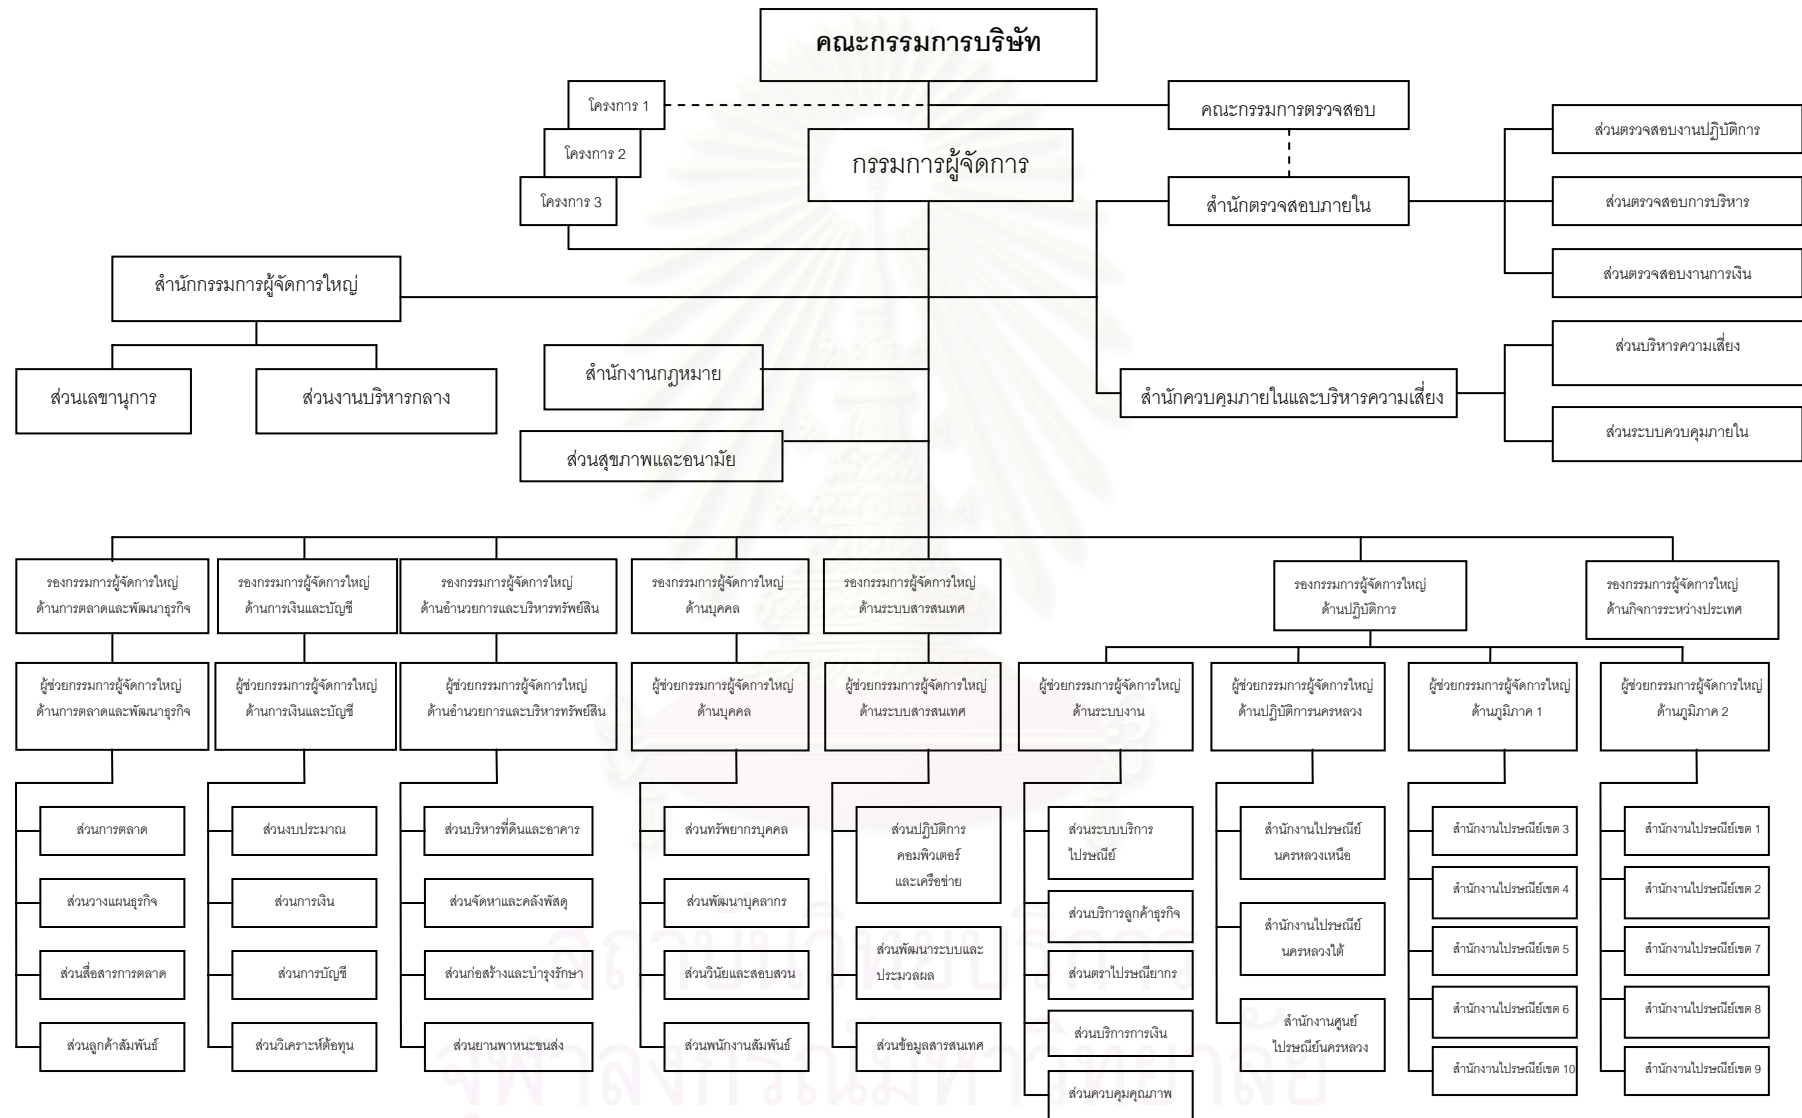 คณะกรรมการบริษัท
โครงการ 1
คณะกรรมการตรวจสอบ
ส่วนตรวจสอบงานปฏิบัติการ
โครงการ 2
กรรมการผู้จัดการ
โครงการ 3
สำนักตรวจสอบภายใน
ส่วนตรวจสอบการบริหาร
สำนักกรรมการผู้จัดการใหญ่
ส่วนตรวจสอบงานการเงิน
ส่วนบริหารความเสี่ยง
สำนักงานกฎหมาย
ส่วนเลขานุการ
ส่วนงานบริหารกลาง
สำนักควบคุมภายในและบริหารความเสี่ยง
ส่วนระบบควบคุมภายใน
ส่วนสุขภาพและอนามัย
รองกรรมการผู้จัดการใหญ่
ด้านการตลาดและพัฒนาธุรกิจ
รองกรรมการผู้จัดการใหญ่
ด้านการเงินและบัญชี
รองกรรมการผู้จัดการใหญ่
ด้านอำนวยการและบริหารทรัพย์สิน
รองกรรมการผู้จัดการใหญ่
ด้านบุคคล
รองกรรมการผู้จัดการใหญ่
ด้านระบบสารสนเทศ
รองกรรมการผู้จัดการใหญ่
ด้านปฏิบัติการ
รองกรรมการผู้จัดการใหญ่
ด้านกิจการระหว่างประเทศ
ผู้ช่วยกรรมการผู้จัดการใหญ่
ด้านการตลาดและพัฒนาธุรกิจ
ผู้ช่วยกรรมการผู้จัดการใหญ่
ด้านการเงินและบัญชี
ผู้ช่วยกรรมการผู้จัดการใหญ่
ด้านอำนวยการและบริหารทรัพย์สิน
ผู้ช่วยกรรมการผู้จัดการใหญ่
ด้านบุคคล
ผู้ช่วยกรรมการผู้จัดการใหญ่
ด้านระบบสารสนเทศ
ผู้ช่วยกรรมการผู้จัดการใหญ่
ด้านระบบงาน
ผู้ช่วยกรรมการผู้จัดการใหญ่
ด้านปฏิบัติการนครหลวง
ผู้ช่วยกรรมการผู้จัดการใหญ่
ด้านภูมิภาค 1
ผู้ช่วยกรรมการผู้จัดการใหญ่
ด้านภูมิภาค 2
ส่วนการตลาด
ส่วนวางแผนธุรกิจ
ส่วนสื่อสารการตลาด
ส่วนลูกค้าสัมพันธ์
ส่วนงบประมาณ
ส่วนการเงิน
ส่วนการบัญชี
ส่วนวิเคราะห์ต้อทุน
ส่วนบริหารที่ดินและอาคาร
ส่วนจัดหาและคลังพัสดุ
ส่วนก่อสร้างและบำรุงรักษา
ส่วนยานพาหนะขนส่ง
ส่วนทรัพยากรบุคคล
ส่วนพัฒนาบุคลากร
ส่วนวินัยและสอบสวน
ส่วนพนักงานสัมพันธ์
ส่วนปฏิบัติการ
คอมพิวเตอร์
และเครือข่าย
ส่วนพัฒนาระบบและ
ประมวลผล
ส่วนข้อมูลสารสนเทศ
ส่วนระบบบริการ
ไปรษณีย์
ส่วนบริการลูกค้าธุรกิจ
ส่วนตราไปรษณียากร
ส่วนบริการการเงิน
ส่วนควบคุมคุณภาพ
สำนักงานไปรษณีย์
นครหลวงเหนือ
สำนักงานไปรษณีย์
นครหลวงใต้
สำนักงานศูนย์
ไปรษณีย์นครหลวง
สำนักงานไปรษณีย์เขต 3
สำนักงานไปรษณีย์เขต 4
สำนักงานไปรษณีย์เขต 5
สำนักงานไปรษณีย์เขต 6
สำนักงานไปรษณีย์เขต 10
สำนักงานไปรษณีย์เขต 1
สำนักงานไปรษณีย์เขต 2
สำนักงานไปรษณีย์เขต 7
สำนักงานไปรษณีย์เขต 8
สำนักงานไปรษณีย์เขต 9
สถาบันวิทยบริการ
จุฬาลงกรณ์มหาวิทยาลัย